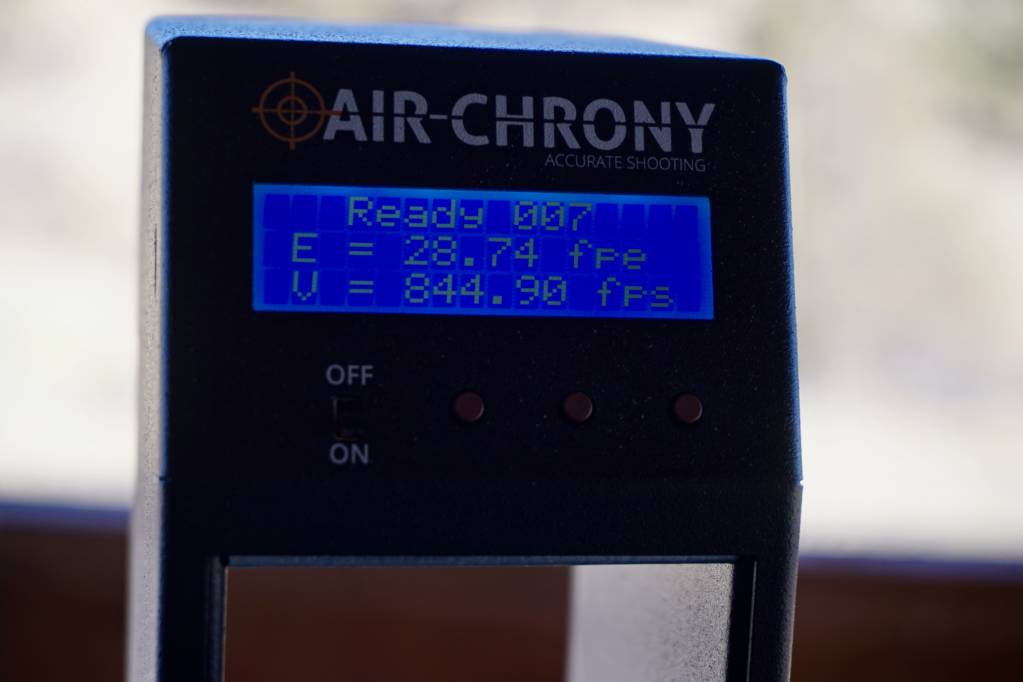 AIR-CHRONY
ACCURATE SHOOTING
Ready 007
E = 28.74 fpe
V = 844.90 fps
OFF
ON